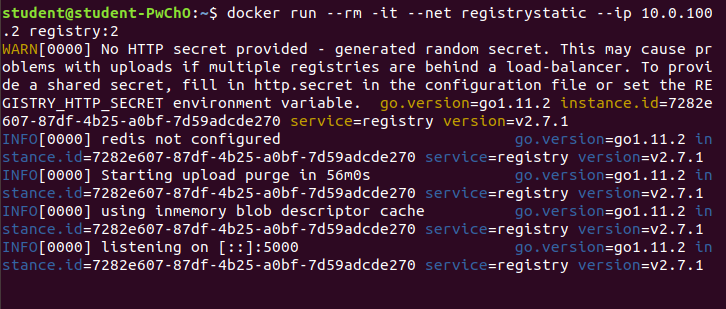 student@student-PwChO:~$ docker run --rm -it --net registrystatic --ip 10.0.100
.2 registry:2
WARN[0000] No HTTP secret provided - generated random secret. This may cause pr
oblems with uploads if multiple registries are behind a load-balancer. To provi
de a shared secret, fill in http.secret in the configuration file or set the RE
GISTRY_HTTP_SECRET environment variable.  go.version=go1.11.2 instance.id=7282e
607-87df-4b25-a0bf-7d59adcde270 service=registry version=v2.7.1
INFO[0000] redis not configured                          go.version=go1.11.2 in
stance.id=7282e607-87df-4b25-a0bf-7d59adcde270 service=registry version=v2.7.1
INFO[0000] Starting upload purge in 56m0s                go.version=go1.11.2 in
stance.id=7282e607-87df-4b25-a0bf-7d59adcde270 service=registry version=v2.7.1
INFO[0000] using inmemory blob descriptor cache          go.version=go1.11.2 in
stance.id=7282e607-87df-4b25-a0bf-7d59adcde270 service=registry version=v2.7.1
INFO[0000] listening on [::]:5000                        go.version=go1.11.2 in
stance.id=7282e607-87df-4b25-a0bf-7d59adcde270 service=registry version=v2.7.1